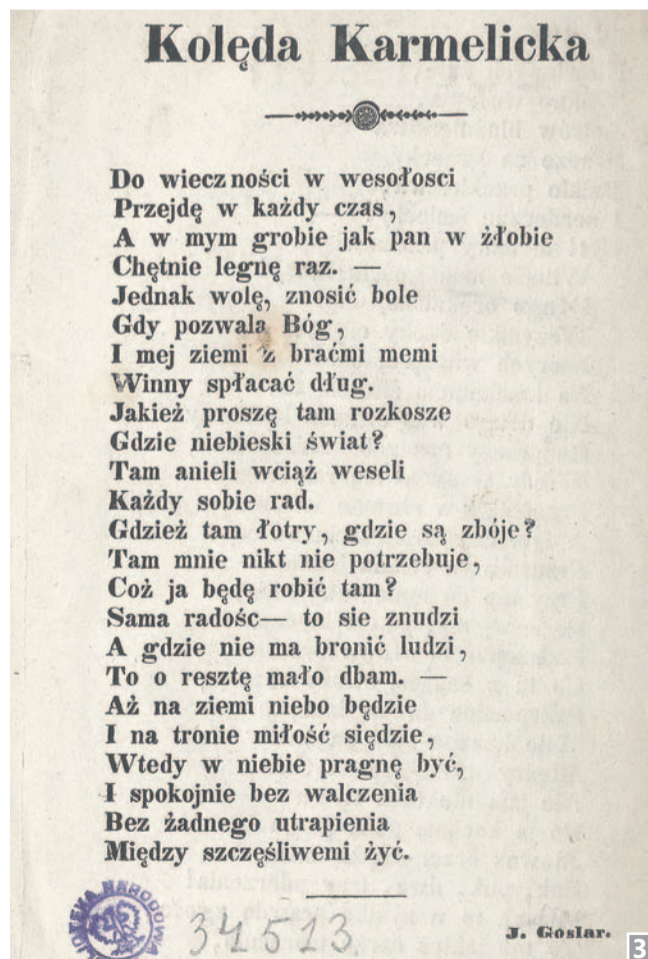 Kolęda Karmelicka
Do wieczności w wesołosci
Przejdę w każdy czas,
A w mym grobie jak pan w żłobie
Chętnie legnę raz. —
Jednak wolę, znosić bole
Gdy pozwala Bóg,
I mej ziemi z braćmi memi
Winny spłacać dług.
Jakież proszę tam rozkosze
Gdzie niebieski świat?
Tam anieli wciąż weseli
Każdy sobie rad.
Gdzież tam łotry, gdzie są zbóje?
Tam mnie nikt nie potrzebuje,
Coż ja będę robić tam?
Sama radośc— to sie znudzi
A gdzie nie ma bronić ludzi,
To o resztę mało dbam. —
Aż na ziemi niebo będzie
I na tronie miłość siędzie,
Wtedy w niebie pragnę być,
I spokojnie bez walczenia
Bez żadnego utrapienia
Między szczęśliwemi żyć.
NARODOWA
34513
J. Goslar.
3